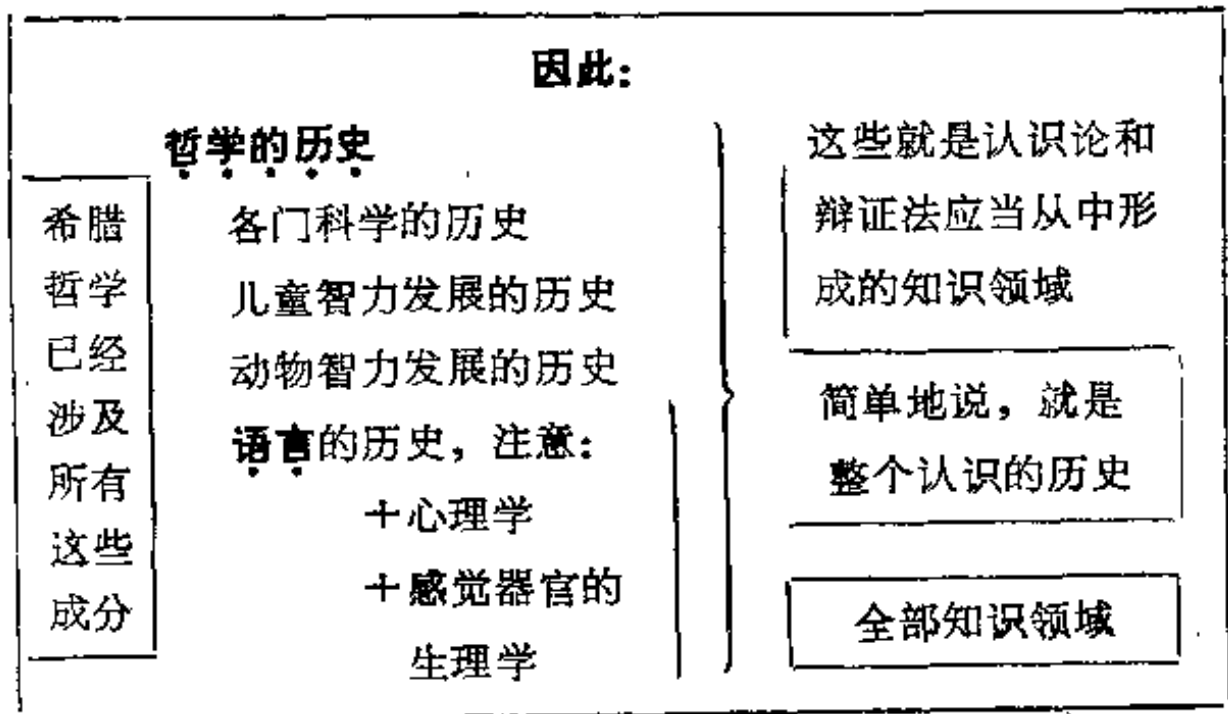 因此：
哲学的历史
希腊
哲学
已经
涉及
所有
这些
成分
各门科学的历史
儿童智力发展的历史
动物智力发展的历史
语言的历史，注意：
＋心理学
＋感觉器官的
生理学
这些就是认识论和
辩证法应当从中形
成的知识领域
简单地说，就是
整个认识的历史
全部知识领域